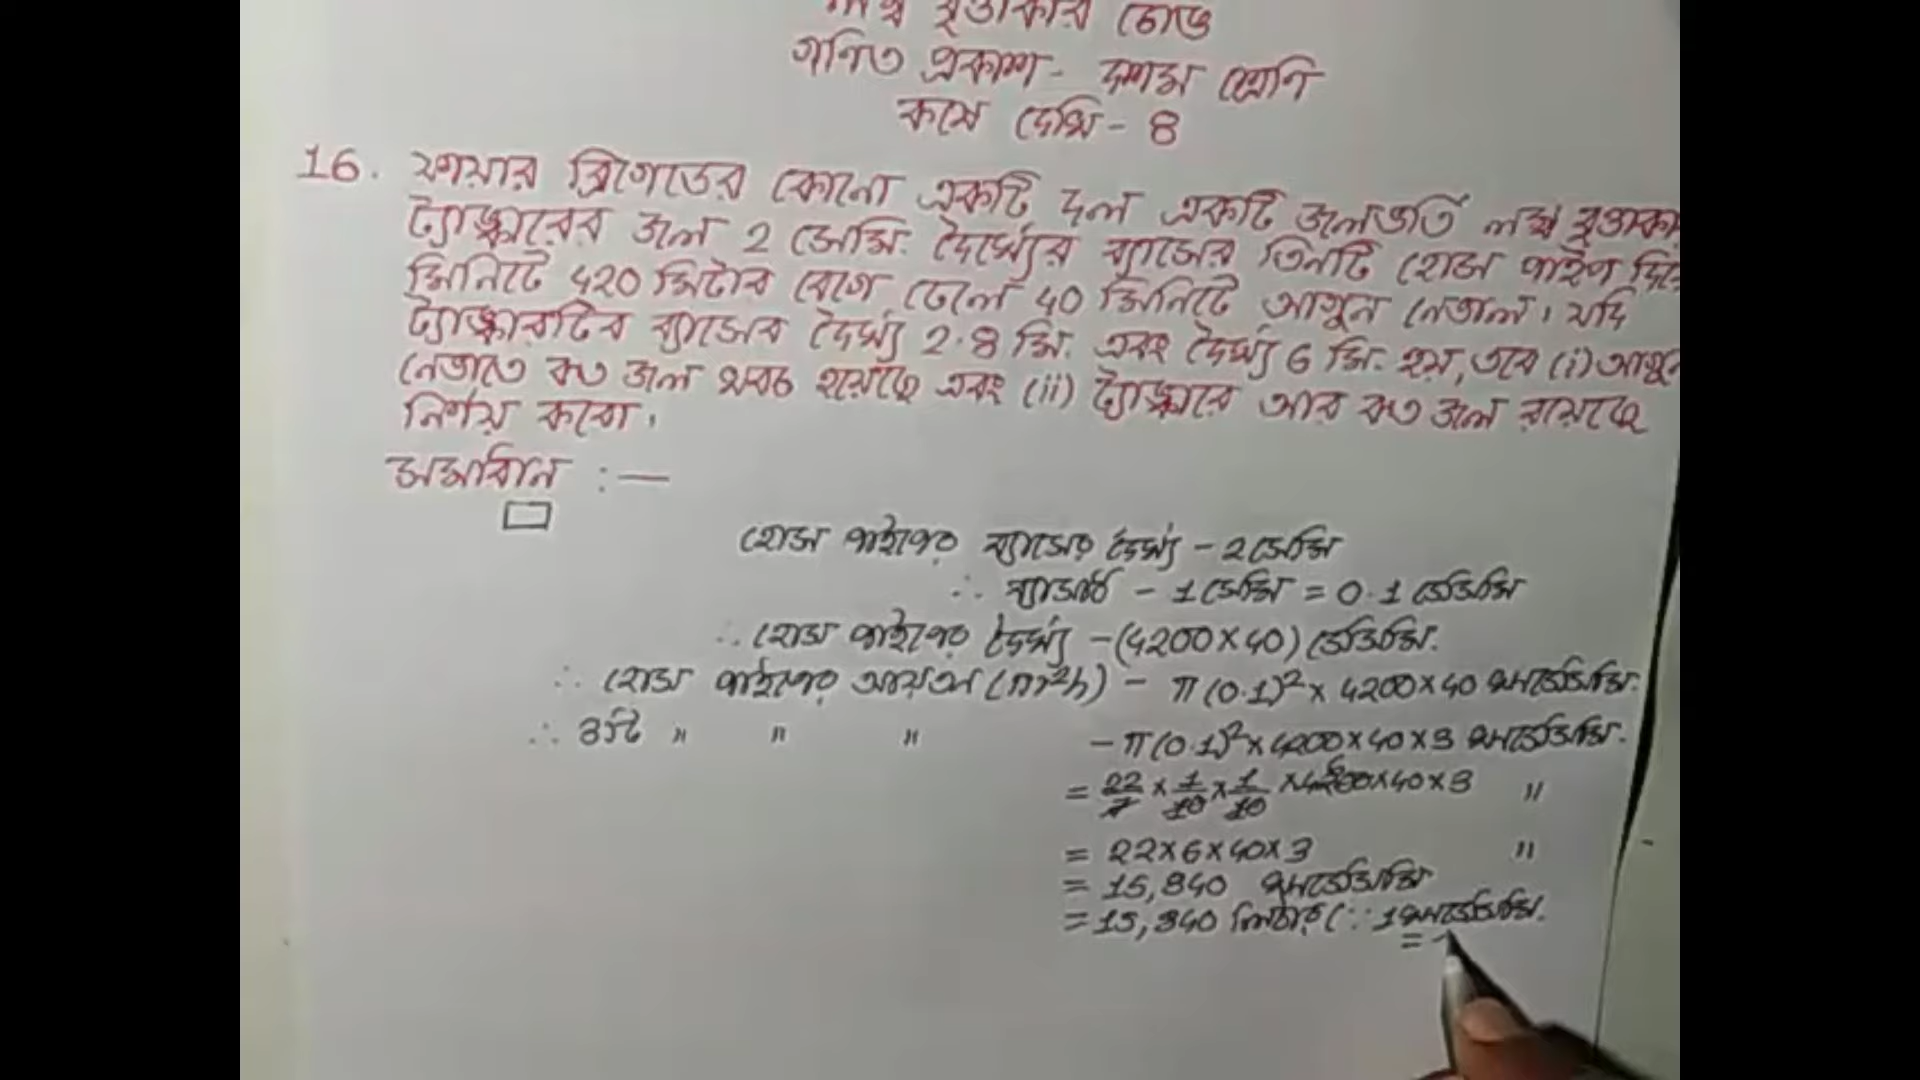 লম্ব বৃত্তাকার চোঙ
গণিত প্রকাশ - দশম শ্রেণি
কষে দেখি - 8
16. ফায়ার ব্রিগেডের কোনো একটি দল একটি জলভর্তি লম্ব বৃত্তাকা
ট্যাঙ্কারের জল 2 সেমি. দৈর্ঘ্যের ব্যাসের তিনটি হোস পাইপ দিয়ে
মিনিটে 420 মিটার বেগে ঢেলে 40 মিনিটে আগুন নেভাল। যদি
ট্যাঙ্কারটির ব্যাসের দৈর্ঘ্য 2.8 মি. এবং দৈর্ঘ্য 6 মি. হয়, তবে (i) আগুন
নেভাতে কত জল খরচ হয়েছে এবং (ii) ট্যাঙ্কারে আর কত জল রয়েছে
নির্ণয় করো।
সমাধান :—
হোস পাইপের ব্যাসের দৈর্ঘ্য - 2 সেমি
∴ ব্যাসার্ধ - 1 সেমি = 0.1 ডেসিমি
∴ হোস পাইপের দৈর্ঘ্য - (4200×40) ডেসিমি.
∴ হোস পাইপের আয়তন (πr²h) - π(0.1)²×4200×40 ঘনডেসিমি.
∴ 3টি " " " - π(0.1)²×4200×40×3 ঘনডেসিমি.
= 22/7 × 1/10 × 1/10 × 4200×40×3 "
= 22×6×40×3 "
= 15,840 ঘনডেসিমি
= 15,840 লিটার (∵ 1 ঘনডেসিমি.
=